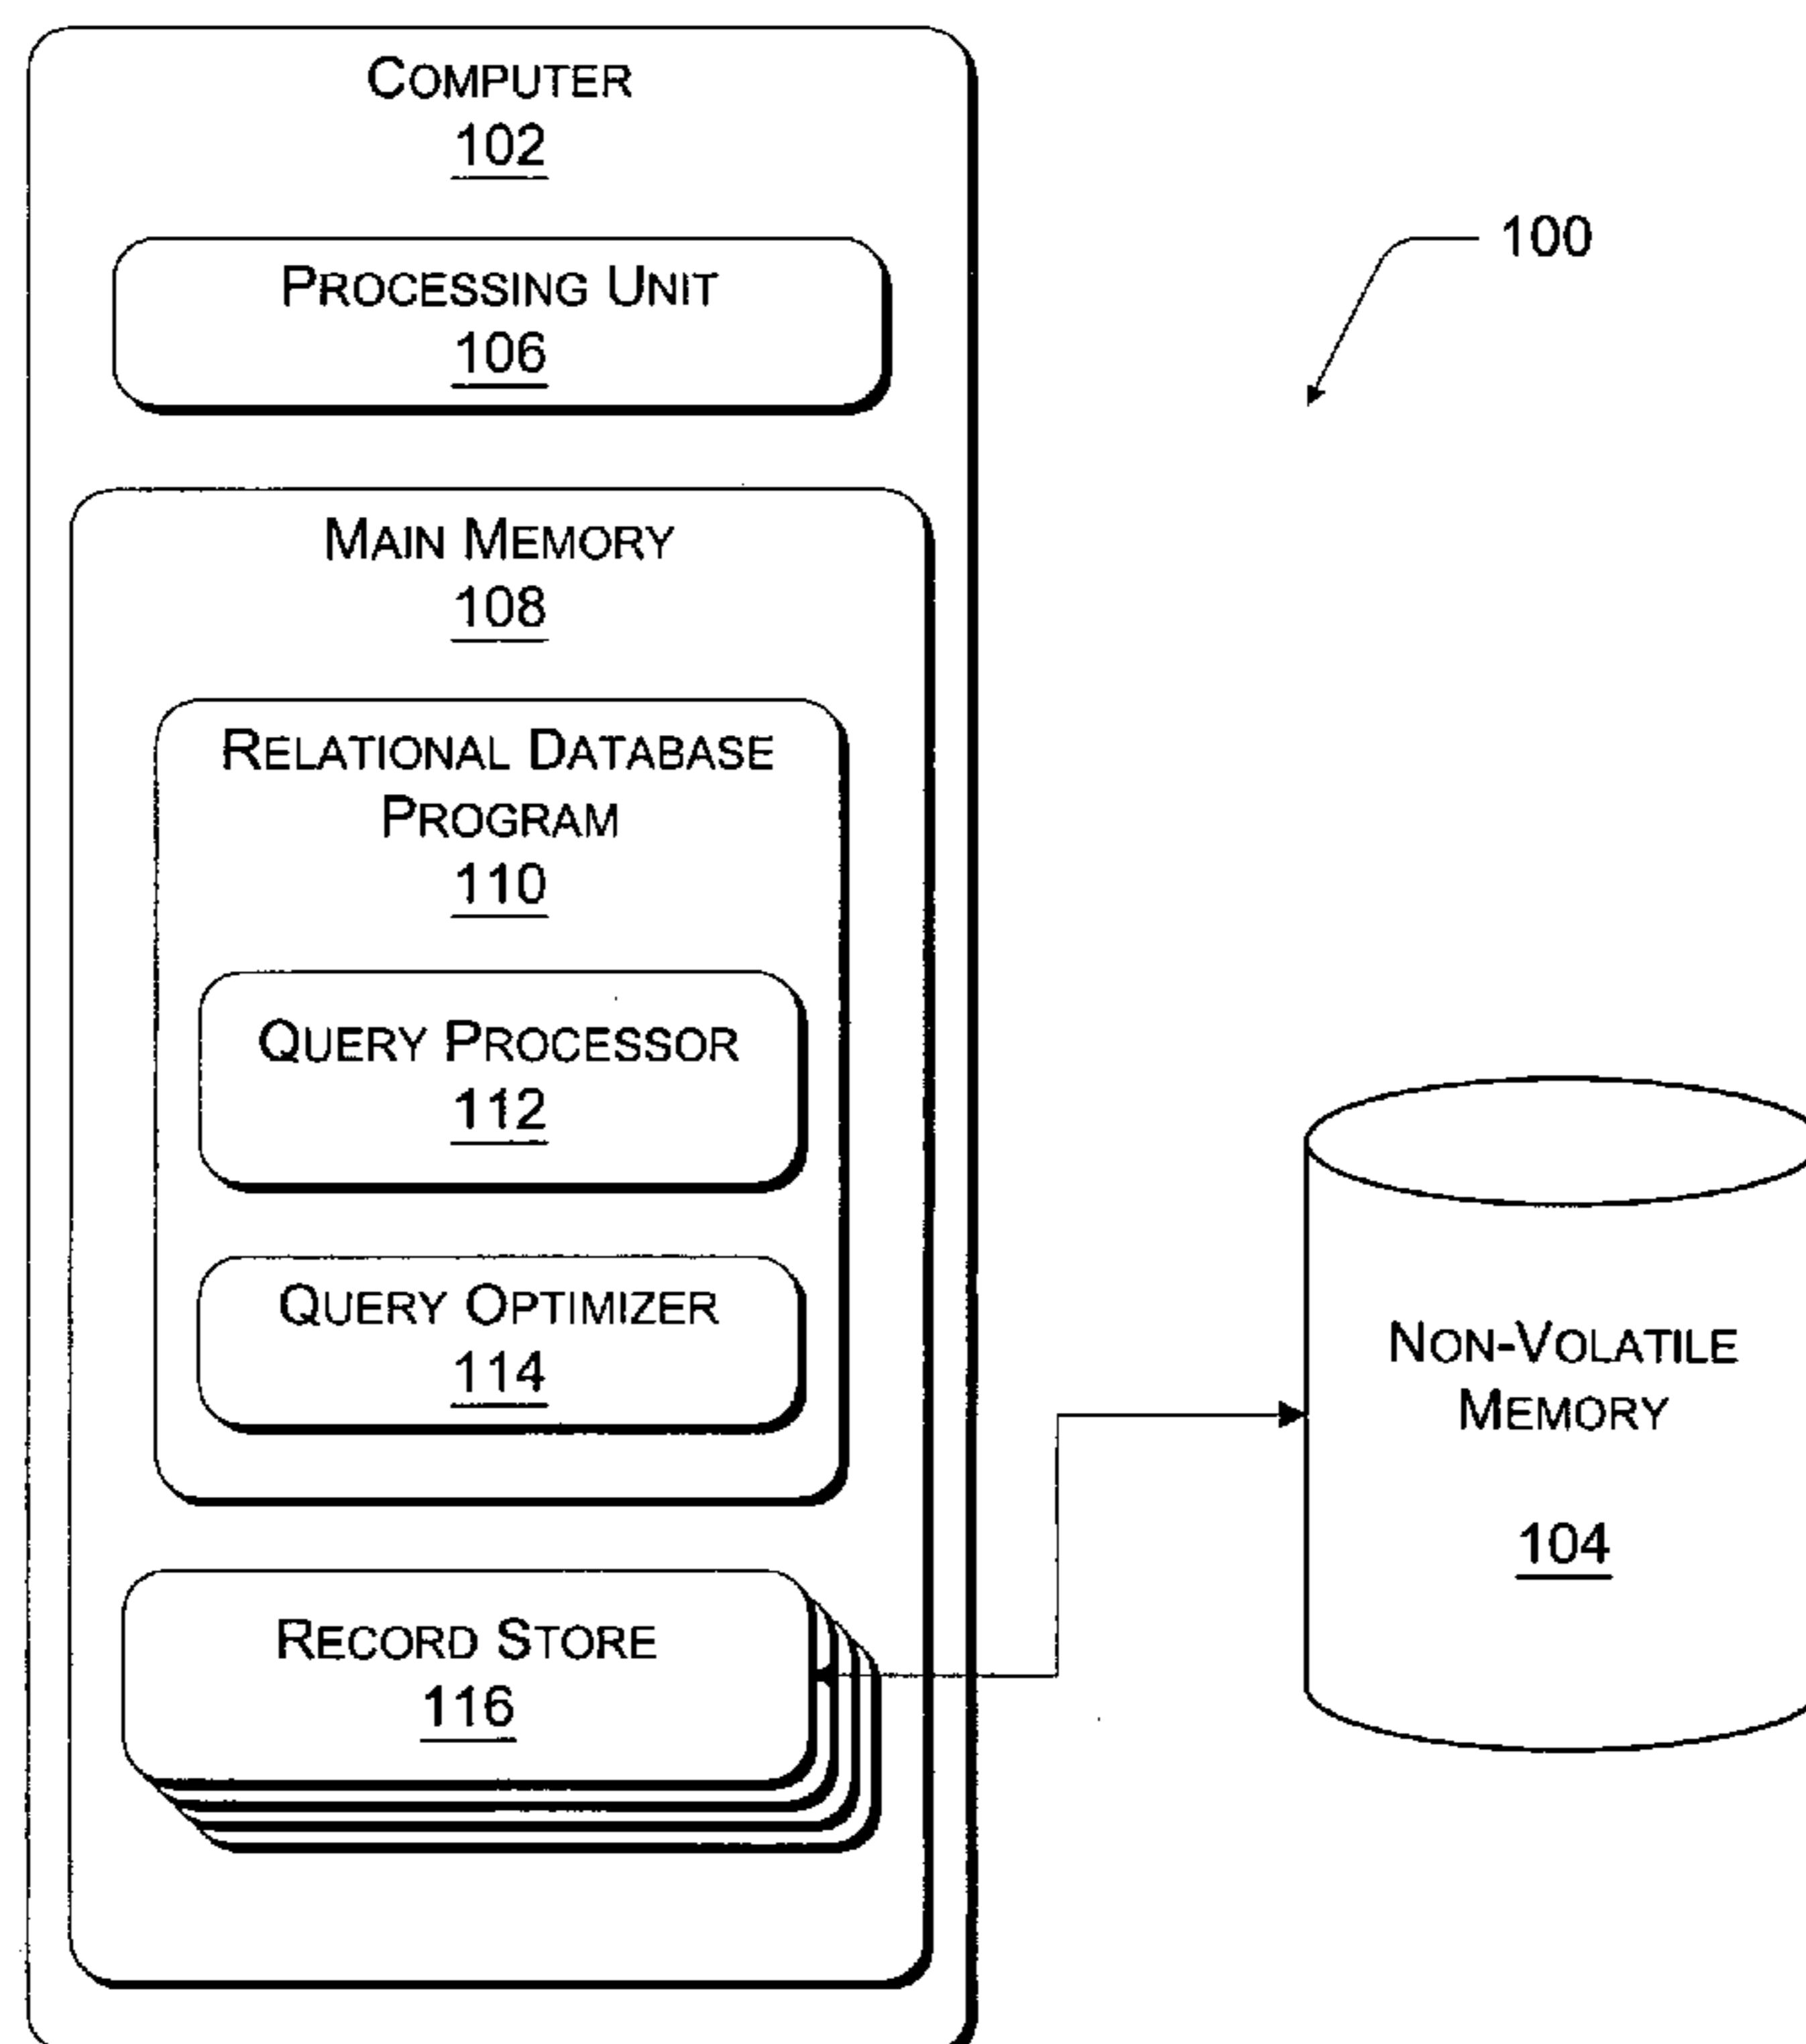 COMPUTER
102
PROCESSING UNIT
106
100
MAIN MEMORY
108
RELATIONAL DATABASE
PROGRAM
110
QUERY PROCESSOR
112
QUERY OPTIMIZER
114
RECORD STORE
116
NON-VOLATILE
MEMORY
104